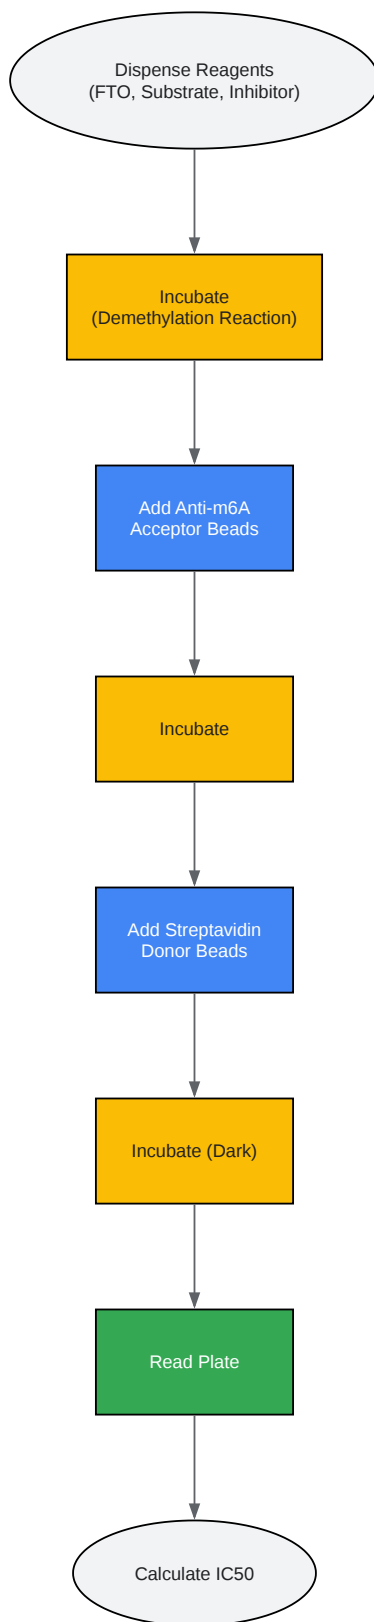 Dispense Reagents
(FTO, Substrate, Inhibitor)
Incubate
(Demethylation Reaction)
Add Anti-m6A
Acceptor Beads
Incubate
Add Streptavidin
Donor Beads
Incubate (Dark)
Read Plate
Calculate IC50